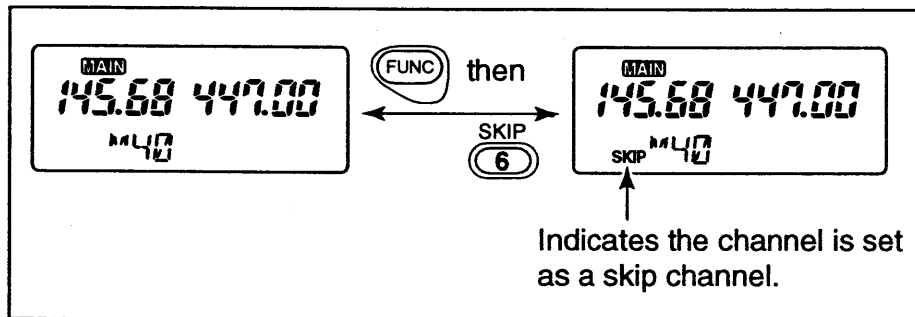 MAIN
145.68 447.00
M40
FUNC then
SKIP
6
MAIN
145.68 447.00
SKIP M40
Indicates the channel is set
as a skip channel.